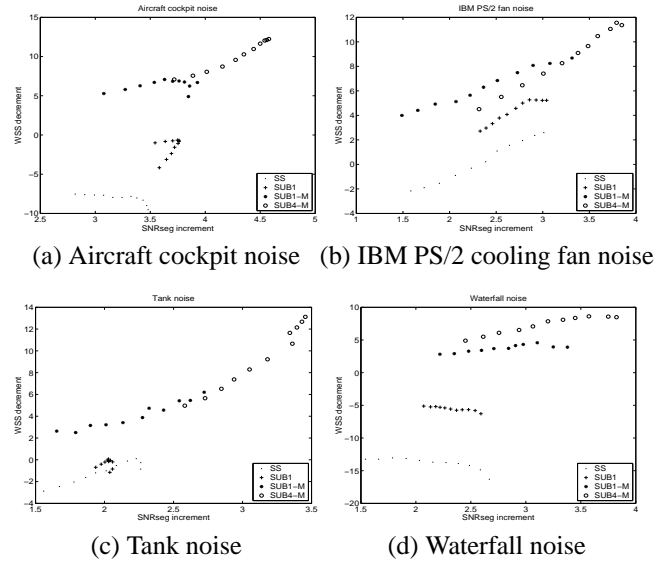 Aircraft cockpit noise
15
10
5
0
−5
−10
2.5
3
3.5
4
4.5
5
WSS decrement
SNRseg increment
SS
SUB1
SUB1−M
SUB4−M
IBM PS/2 fan noise
12
10
8
6
4
2
0
−2
−4
1
1.5
2
2.5
3
3.5
4
WSS decrement
SNRseg increment
SS
SUB1
SUB1−M
SUB4−M
(a) Aircraft cockpit noise
(b) IBM PS/2 cooling fan noise
Tank noise
14
12
10
8
6
4
2
0
−2
−4
1.5
2
2.5
3
3.5
WSS decrement
SNRseg increment
SS
SUB1
SUB1−M
SUB4−M
Waterfall noise
10
5
0
−5
−10
−15
−20
1.5
2
2.5
3
3.5
4
WSS decrement
SNRseg increment
SS
SUB1
SUB1−M
SUB4−M
(c) Tank noise
(d) Waterfall noise